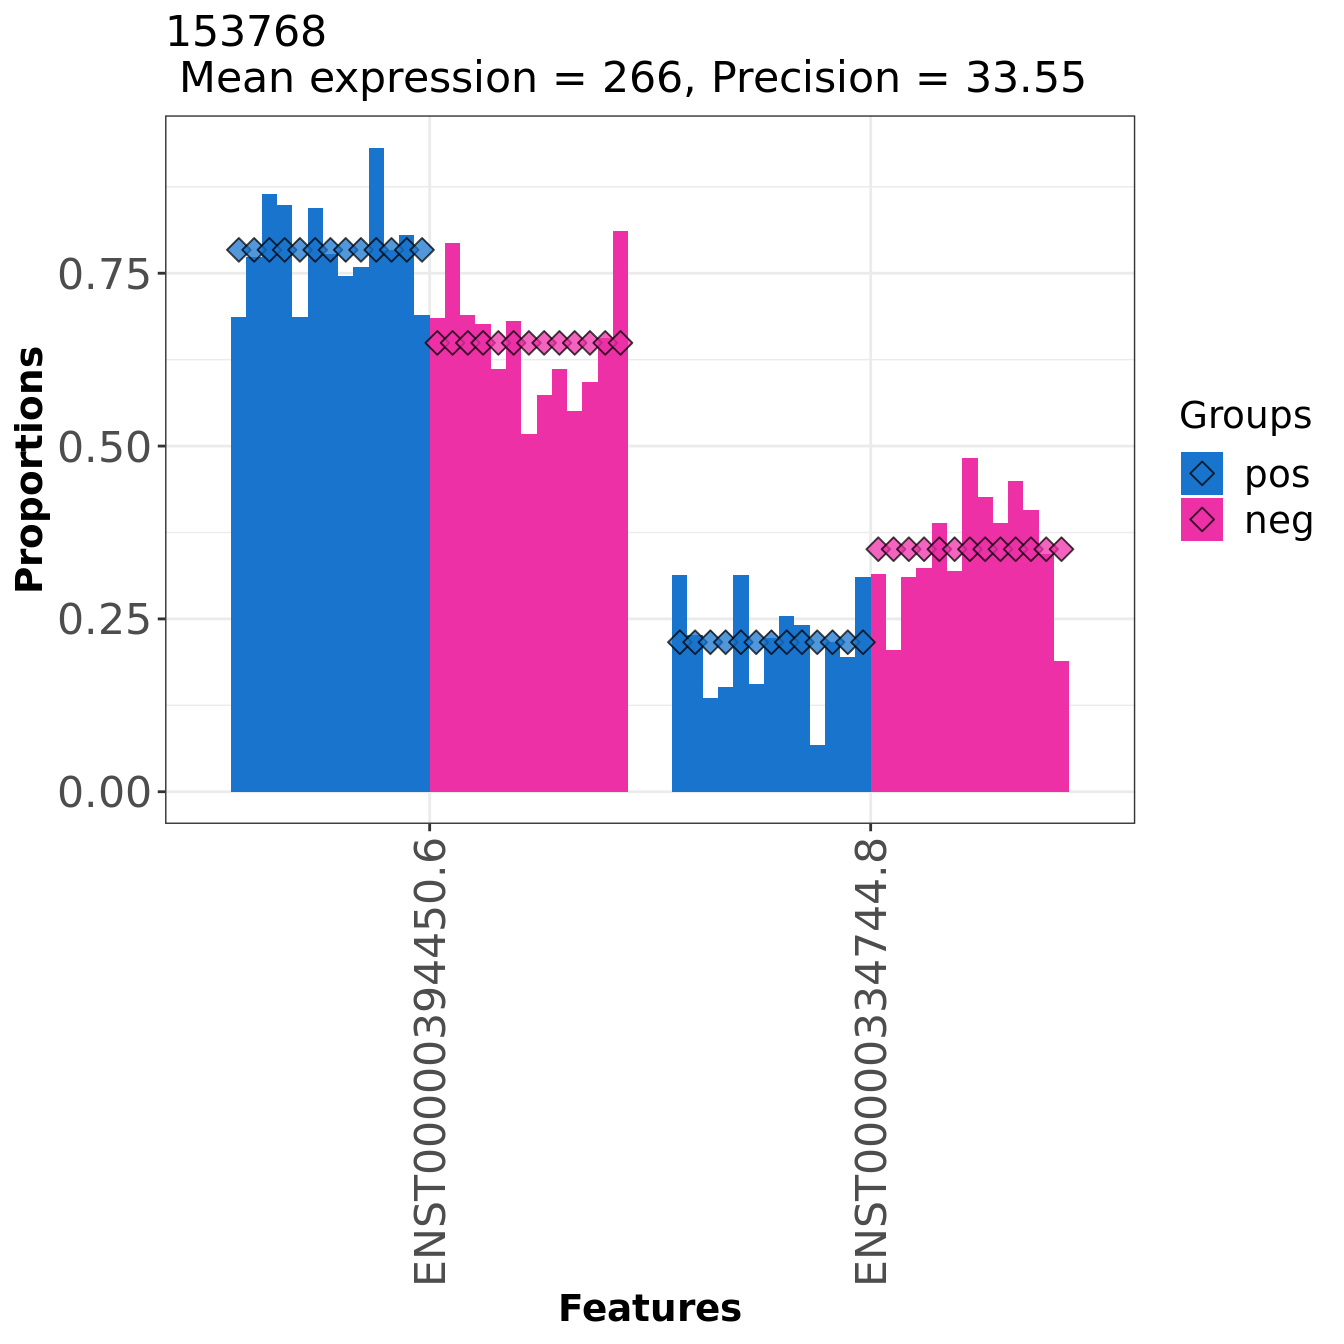 153768
Mean expression = 266, Precision = 33.55
Proportions
0.75
0.50
0.25
0.00
ENST00000394450.6
ENST00000334744.8
Features
Groups
pos
neg